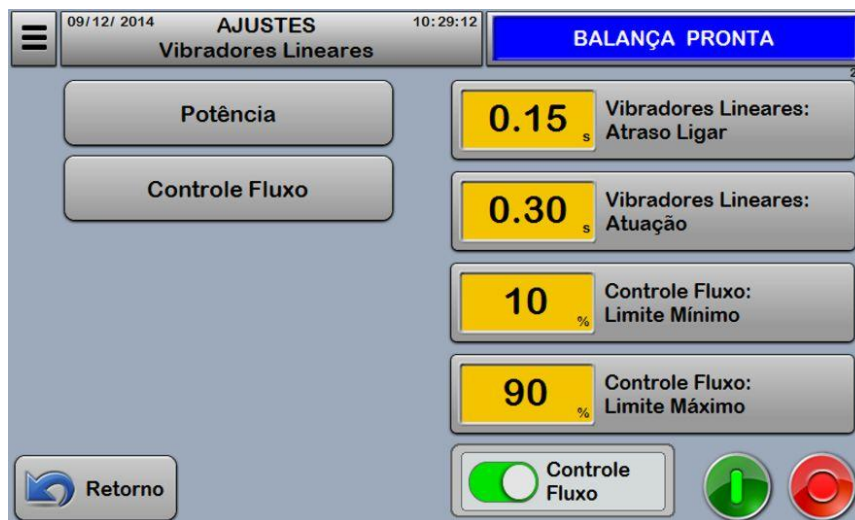 09/12/ 2014
AJUSTES
10:29:12
Vibradores Lineares
BALANÇA PRONTA
2
Potência
Controle Fluxo
0.15 s
Vibradores Lineares:
Atraso Ligar
0.30 s
Vibradores Lineares:
Atuação
10 %
Controle Fluxo:
Limite Mínimo
90 %
Controle Fluxo:
Limite Máximo
Retorno
Controle
Fluxo